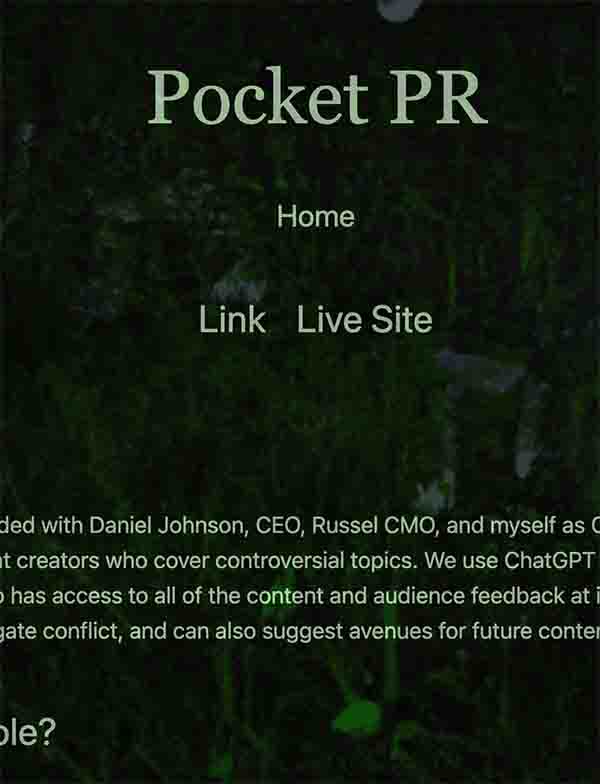 Pocket PR
Home
Link Live Site
ded with Daniel Johnson, CEO, Russel CMO, and myself as
creators who cover controversial topics. We use ChatGPT
has access to all of the content and audience feedback at
gate conflict, and can also suggest avenues for future
ole?